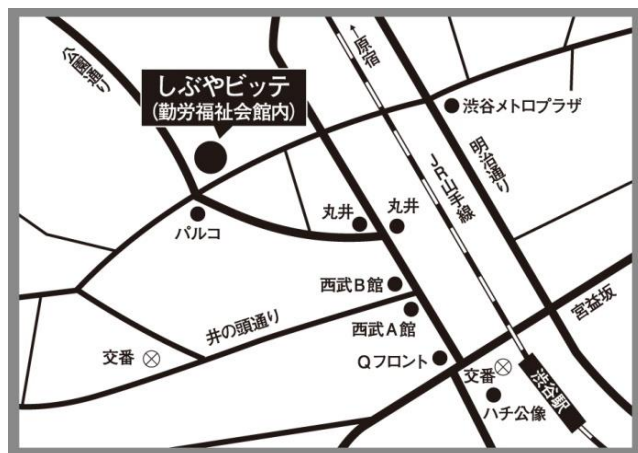 ←原宿
公園通り
しぶやビッテ
(勤労福祉会館内)
渋谷メトロプラザ
JR山手線
明治通り
パルコ
丸井
丸井
西武B館
西武A館
井の頭通り
宮益坂
交番
Qフロント
交番
渋谷駅
ハチ公像